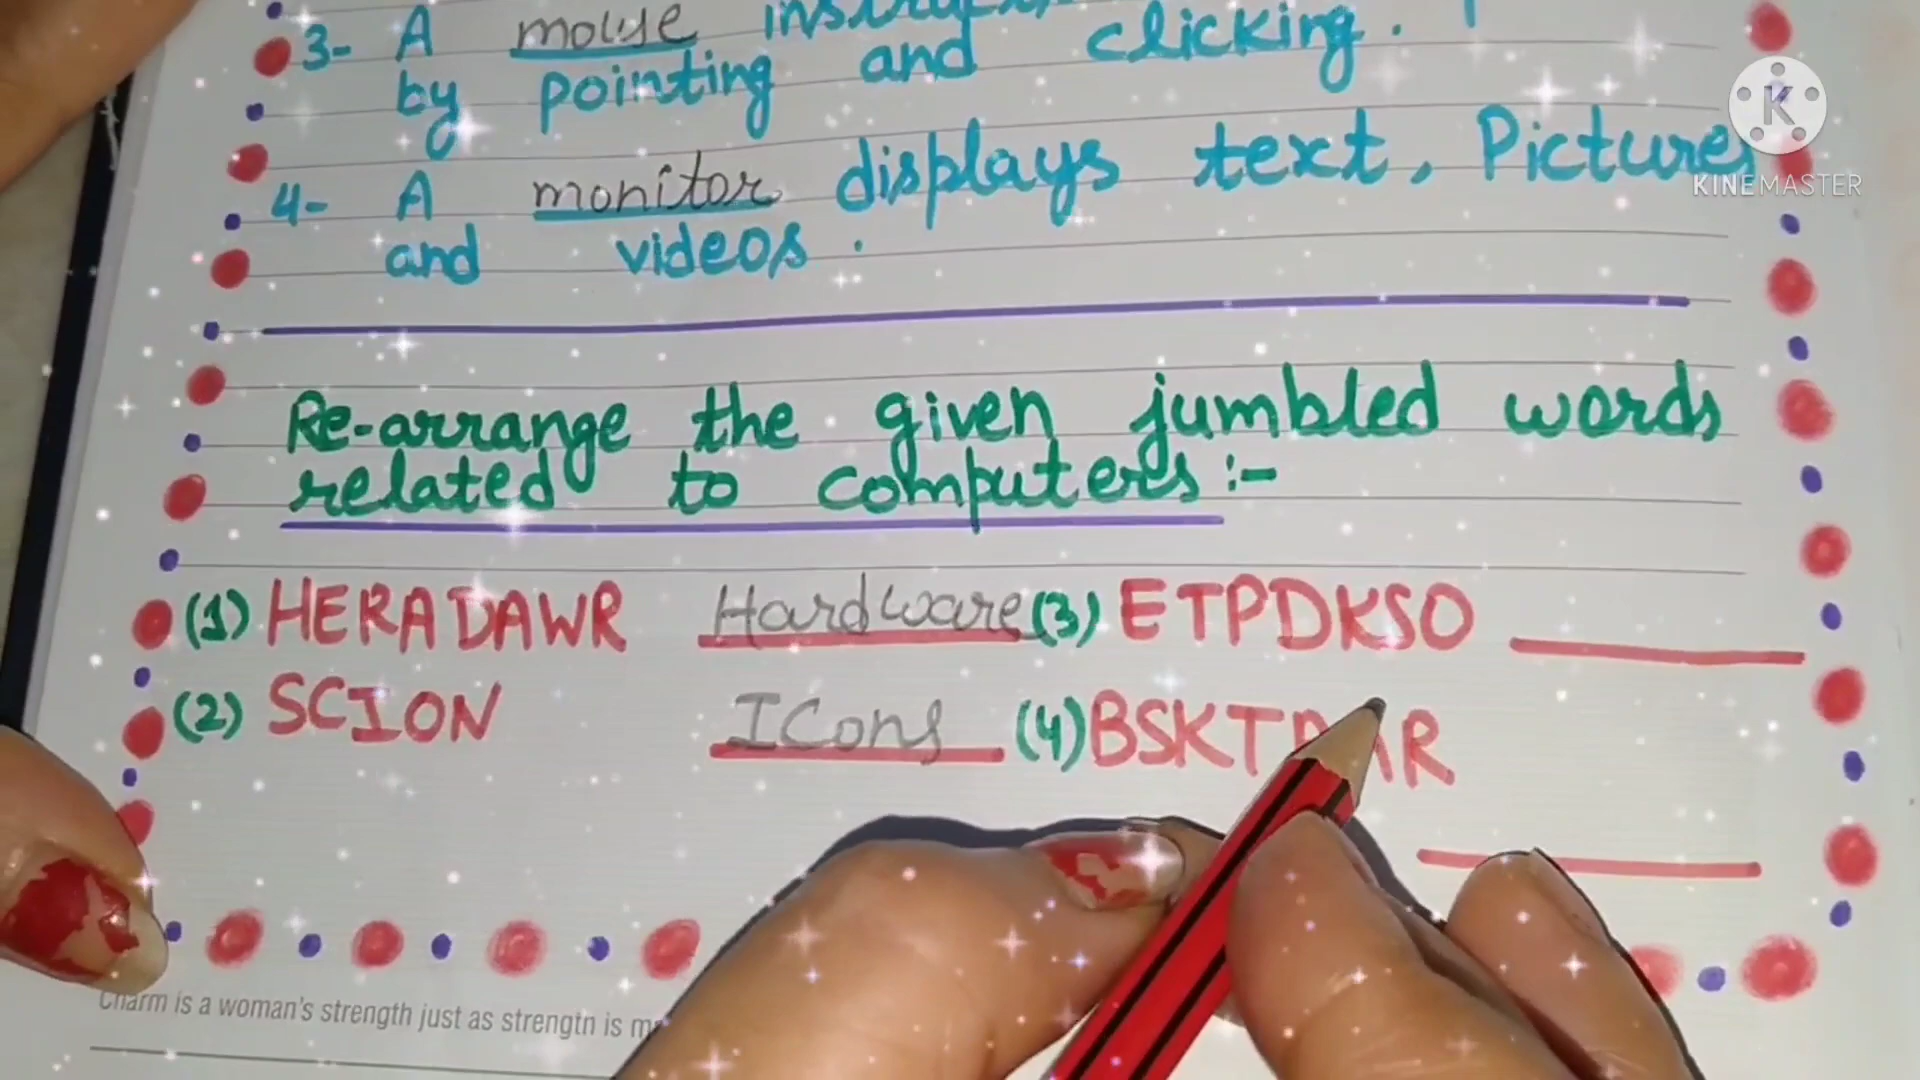 3- A mouse
by pointing and clicking.
4- A monitor displays text, Pictures
and videos.
KINEMASTER
Re-arrange the given jumbled words
related to computers :-
(1) HERADAWR Hardware (3) ETPDKSO
(2) SCION ICons (4) BSKT
Charm is a woman's strength just as strength is